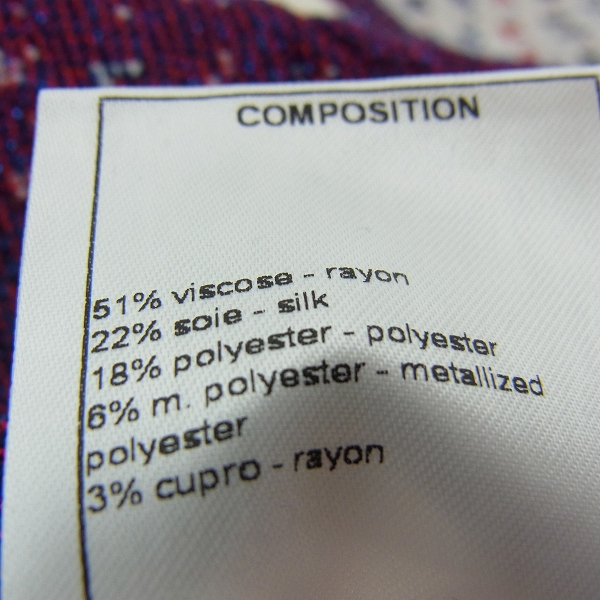 COMPOSITION
51% viscose - rayon
22% soie - silk
18% polyester - polyester
6% m. polyester - metallized
polyester
3% cupro - rayon